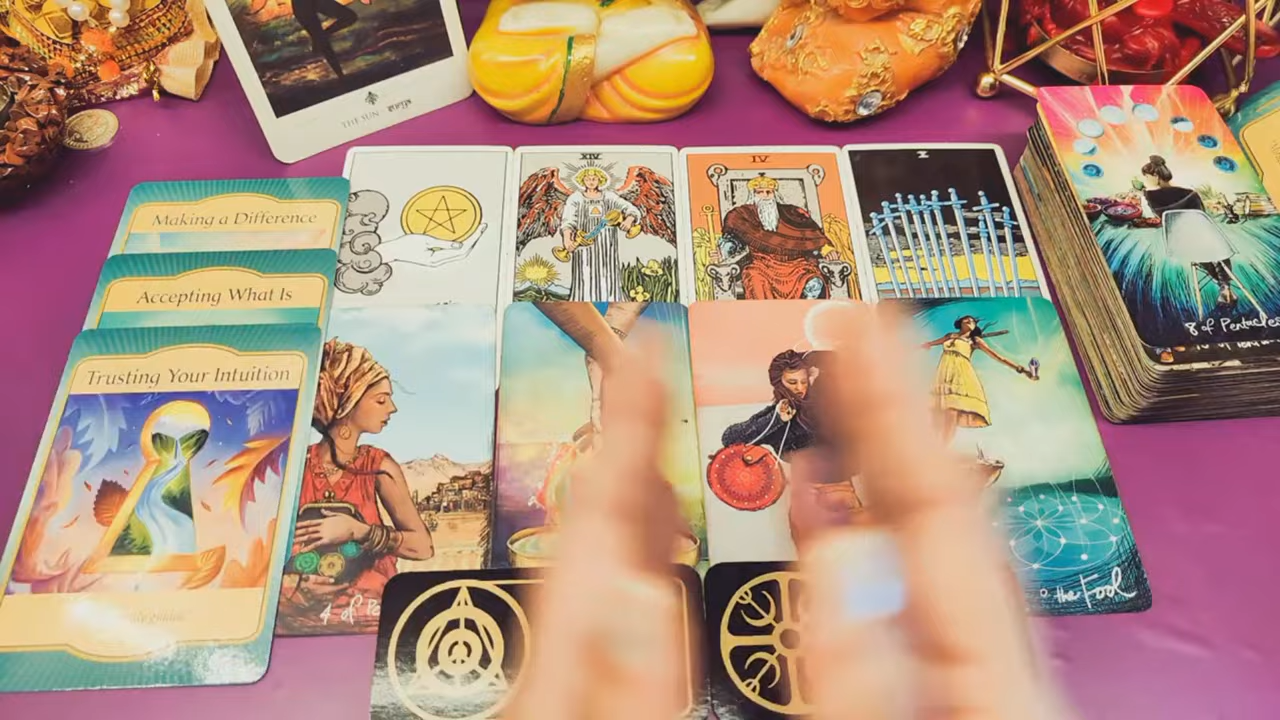 THE SUN
XIV
IV
X
Making a Difference
Accepting What Is
Trusting Your Intuition
4 of
8 of Pentacles
0 the Fool